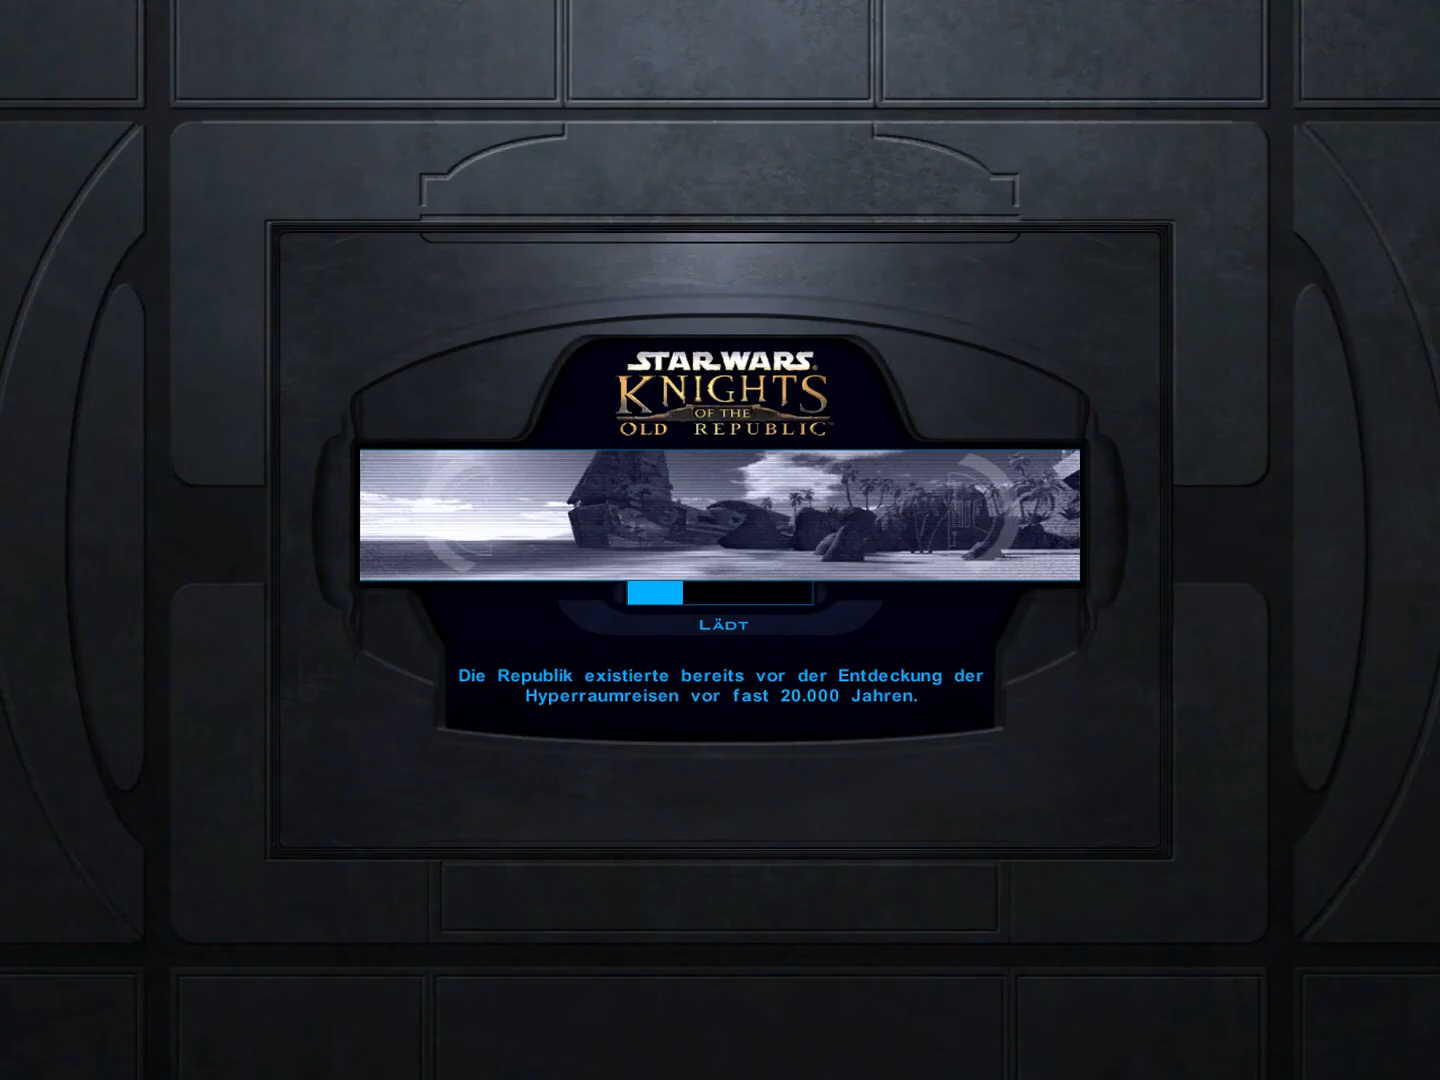 STAR WARS
KNIGHTS
OF THE
OLD REPUBLIC™
LÄDT
Die Republik existierte bereits vor der Entdeckung der
Hyperraumreisen vor fast 20.000 Jahren.